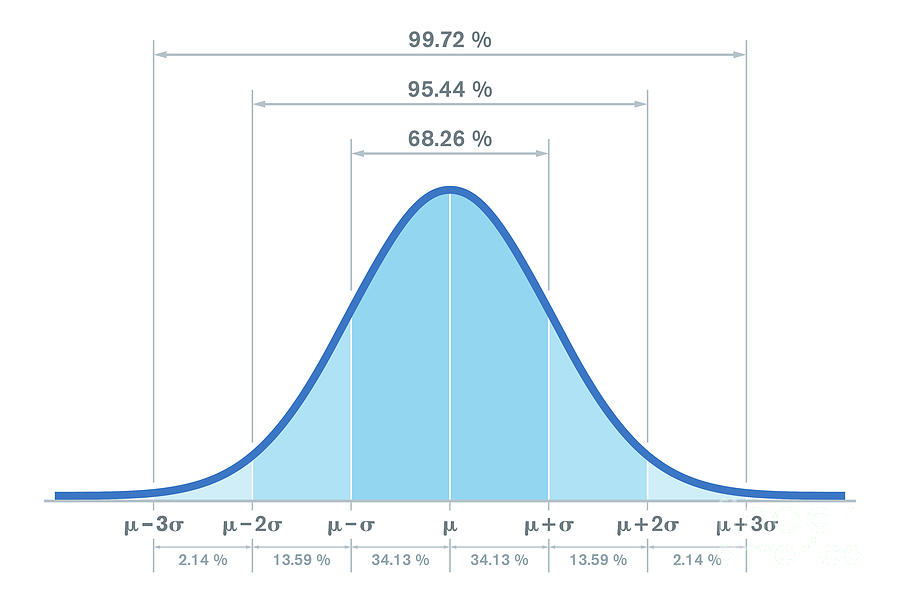 99.72 %
95.44 %
68.26 %
μ−3σ μ−2σ μ−σ μ μ+σ μ+2σ μ+3σ
2.14 % 13.59 % 34.13 % 34.13 % 13.59 % 2.14 %